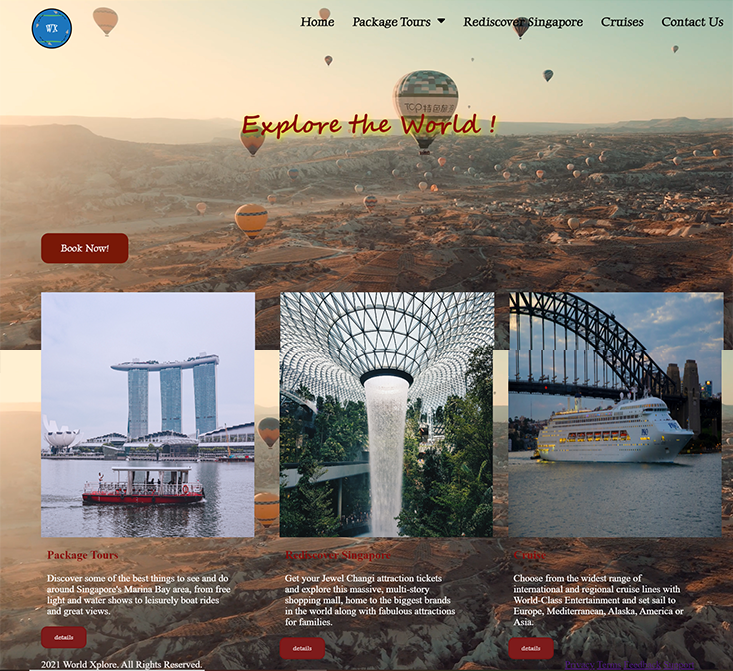 WX
Home Package Tours Rediscover Singapore Cruises Contact Us
TCP
Explore the World !
Book Now!
Package Tours
Discover some of the best things to see and do
around Singapore's Marina Bay area, from free
light and water shows to leisurely boat rides
and great views.
details
Rediscover Singapore
Get your Jewel Changi attraction tickets
and explore this massive, multi-story
shopping mall, home to the biggest brands
in the world along with fabulous attractions
for families.
details
Cruise
Choose from the widest range of
international and regional cruise lines with
World-Class Entertainment and set sail to
Europe, Mediterranean, Alaska, America or
Asia.
details
2021 World Xplore. All Rights Reserved.